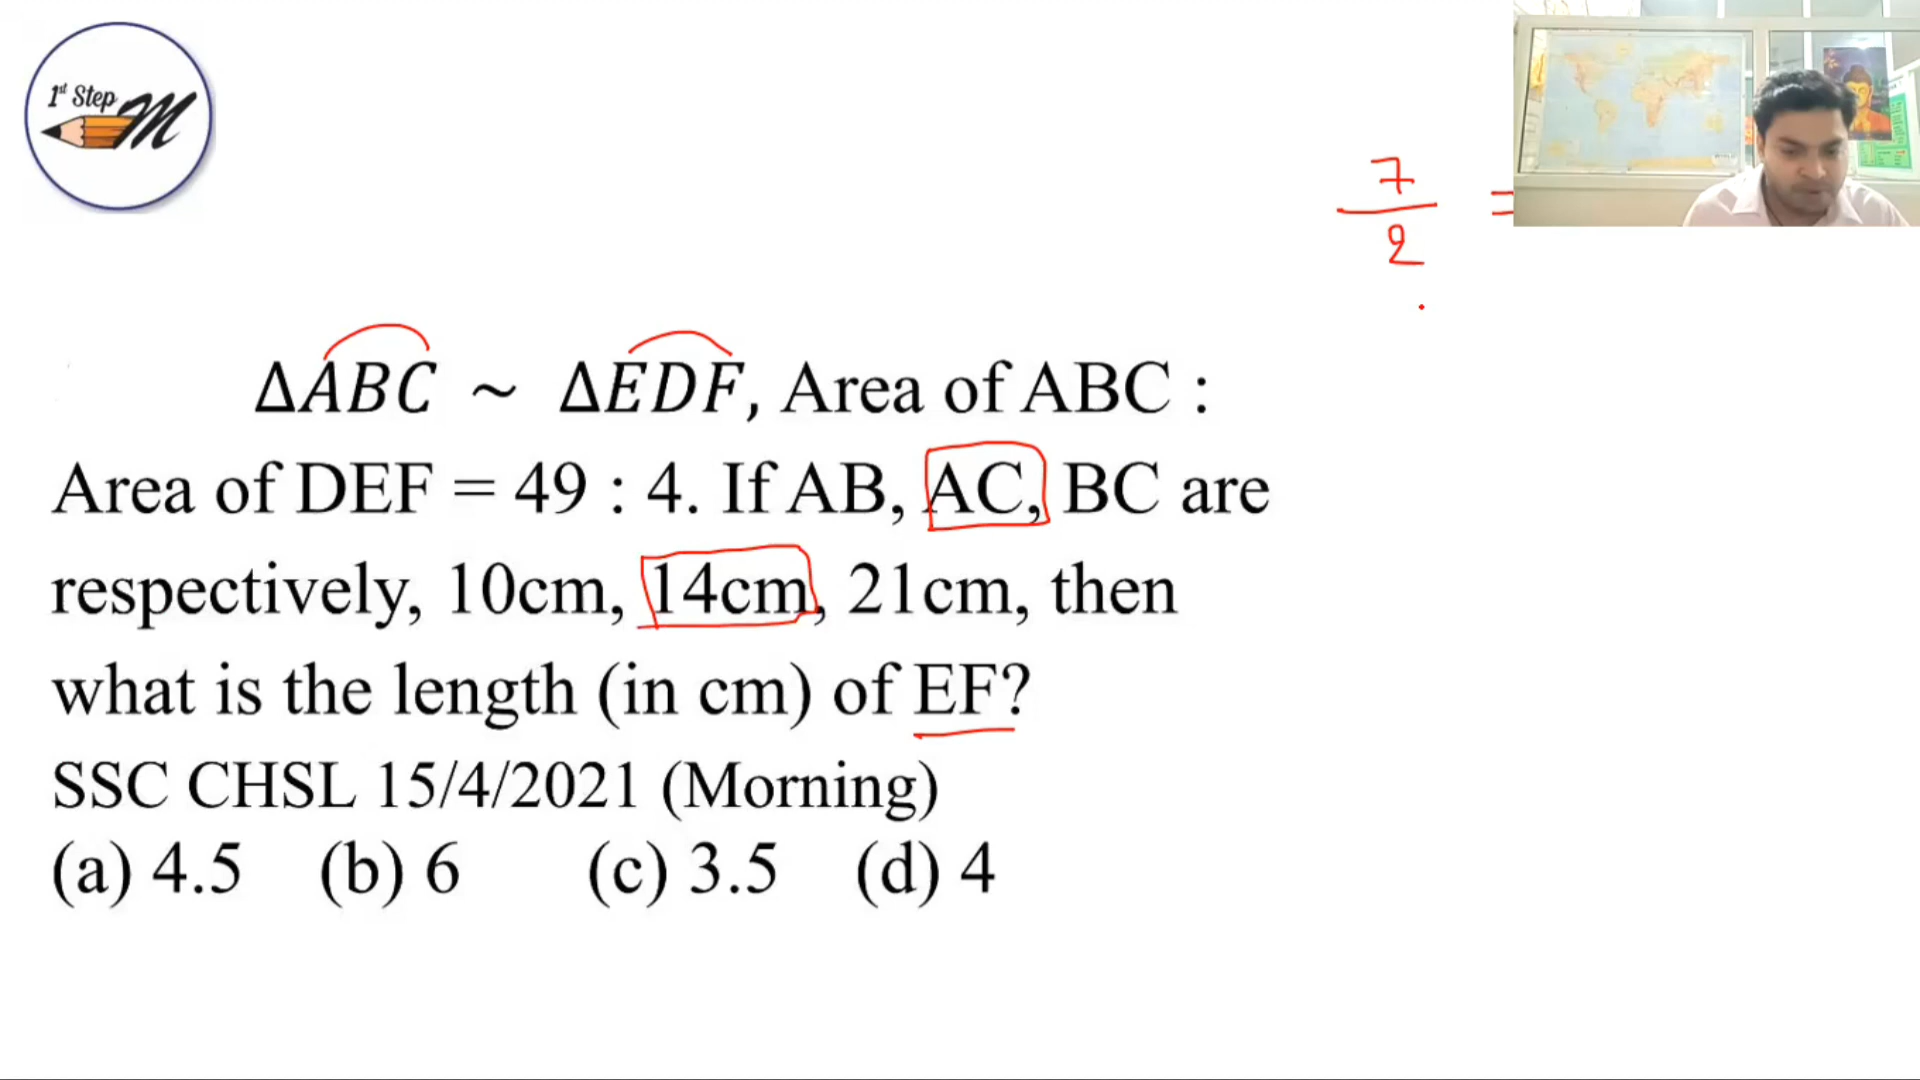 1st Step M
7
2
=
ΔABC ~ ΔEDF, Area of ABC :
Area of DEF = 49 : 4. If AB, AC, BC are
respectively, 10cm, 14cm, 21cm, then
what is the length (in cm) of EF?
SSC CHSL 15/4/2021 (Morning)
(a) 4.5 (b) 6 (c) 3.5 (d) 4